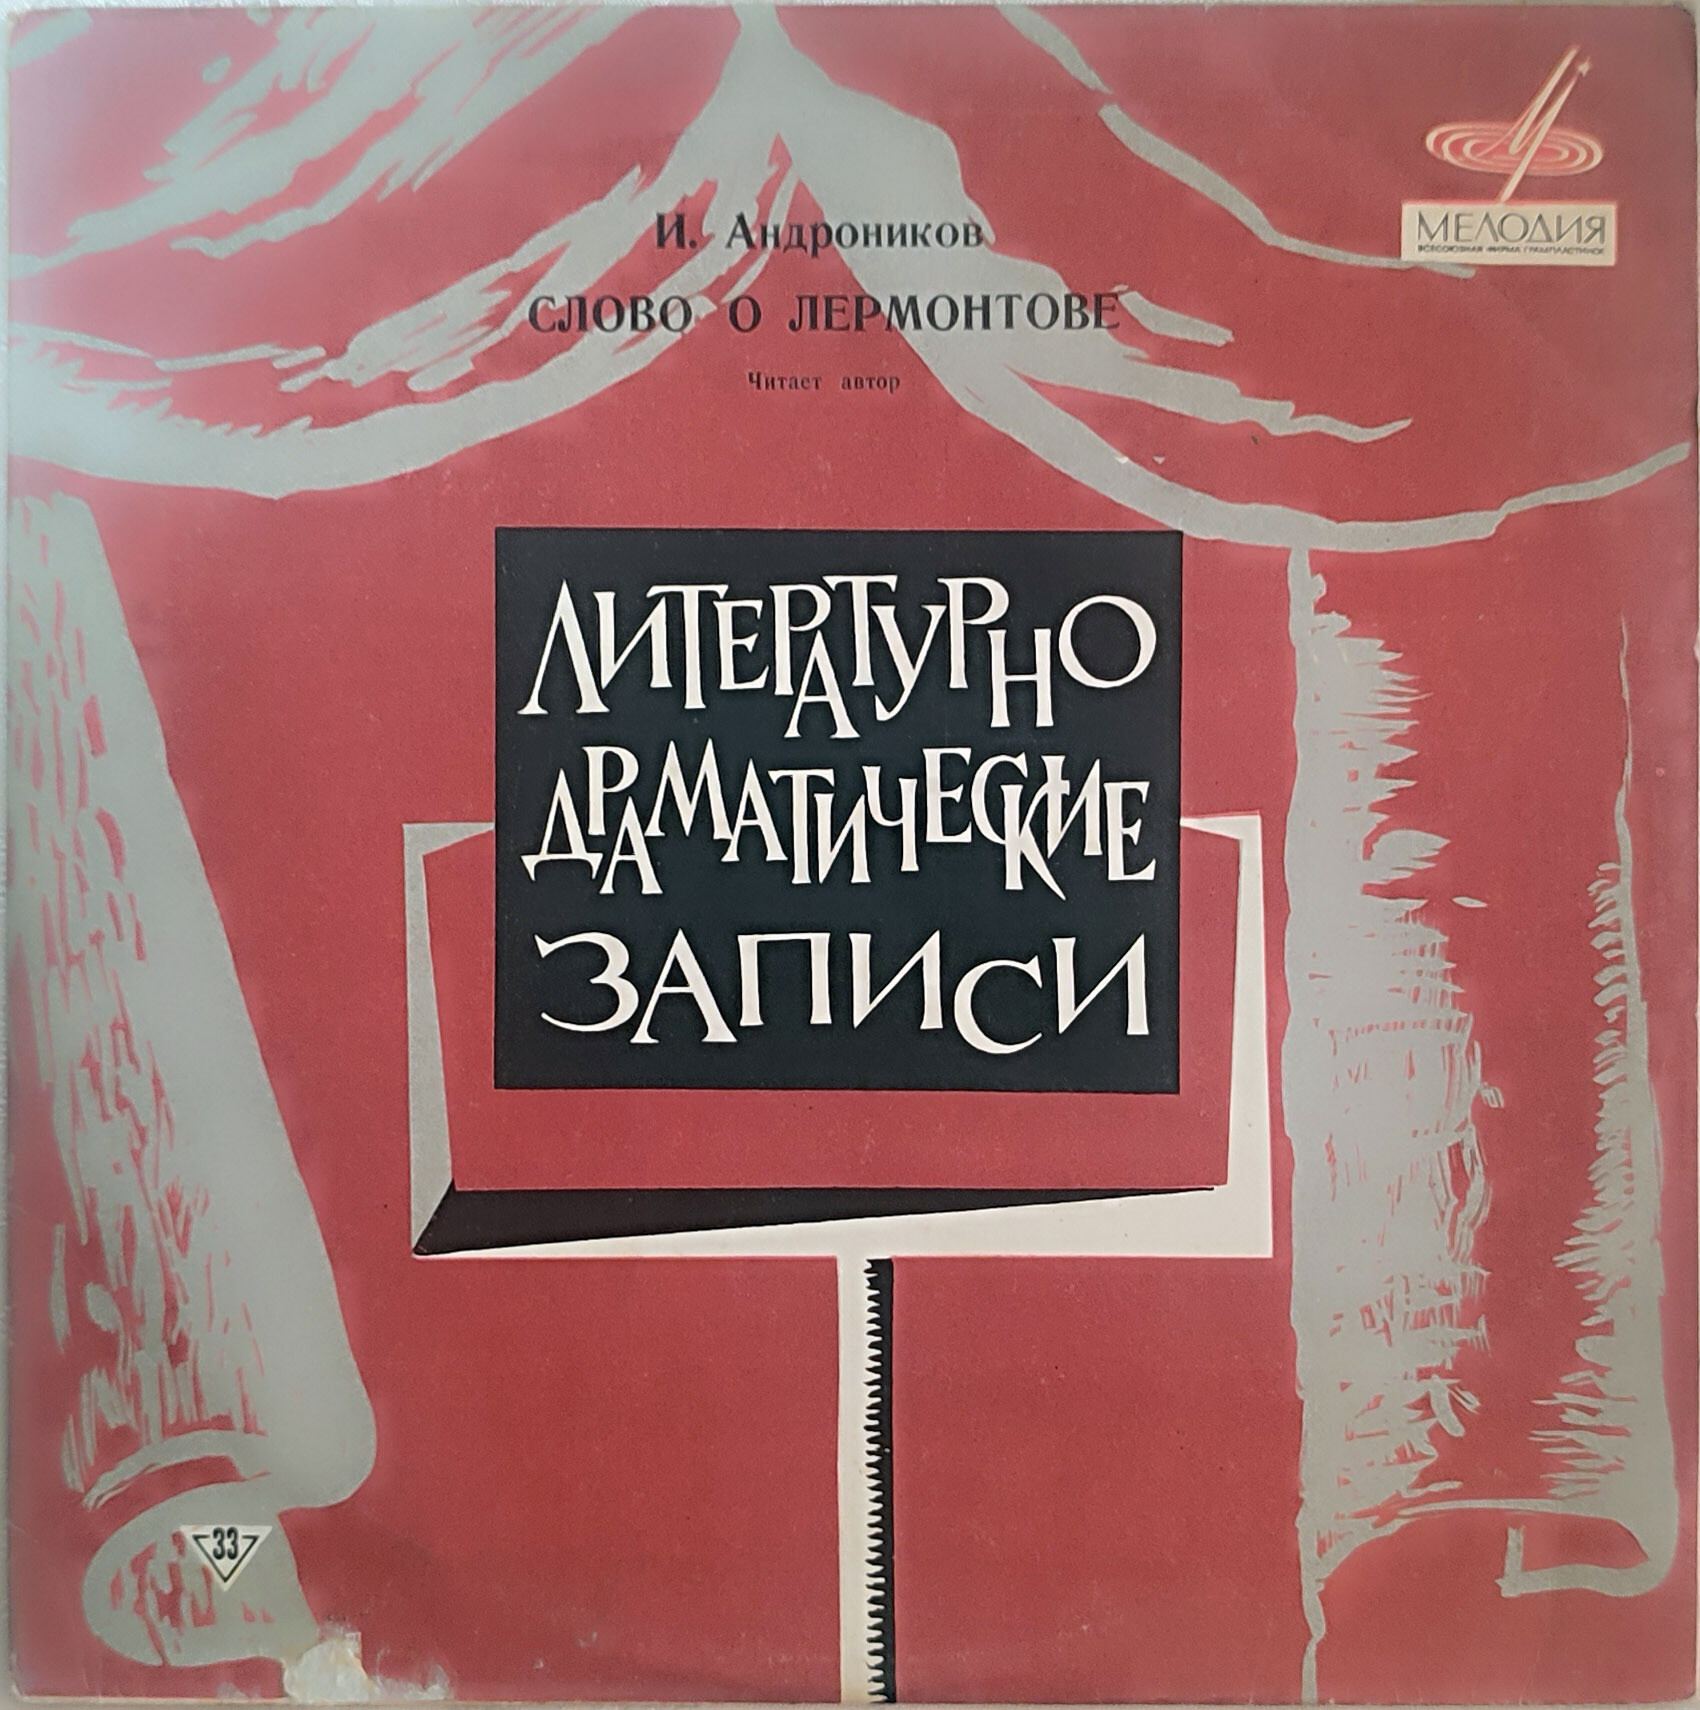 МЕЛОДИЯ
ВСЕСОЮЗНАЯ ФИРМА ГРАМПЛАСТИНОК
И. Андроников
СЛОВО О ЛЕРМОНТОВЕ
Читает автор
ЛИТЕРАТУРНО
ДРАМАТИЧЕСКИЕ
ЗАПИСИ
33